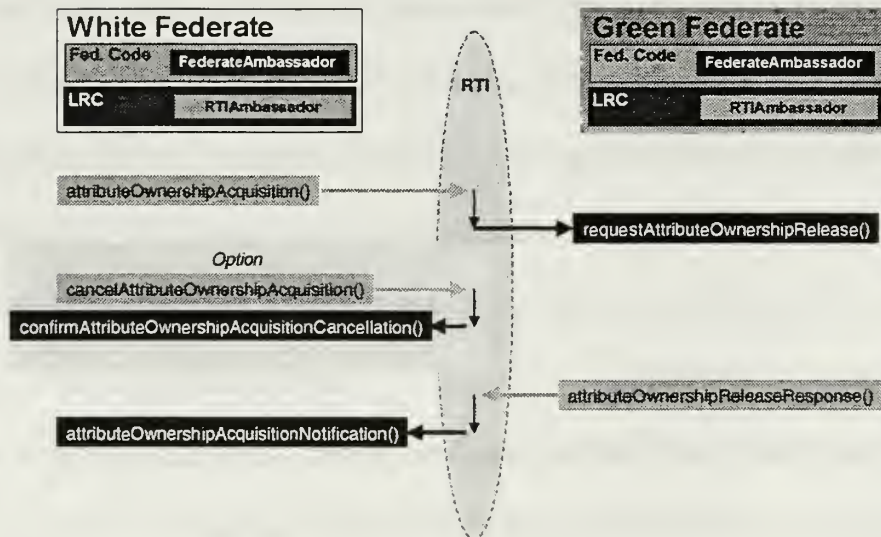 White Federate
Fed. Code
FederateAmbassador
LRC
RTIAmbassador
RTI
Green Federate
Fed. Code
FederateAmbassador
LRC
RTIAmbassador
attributeOwnershipAcquisition()
requestAttributeOwnershipRelease()
Option
cancelAttributeOwnershipAcquisition()
confirmAttributeOwnershipAcquisitionCancellation()
attributeOwnershipReleaseResponse()
attributeOwnershipAcquisitionNotification()